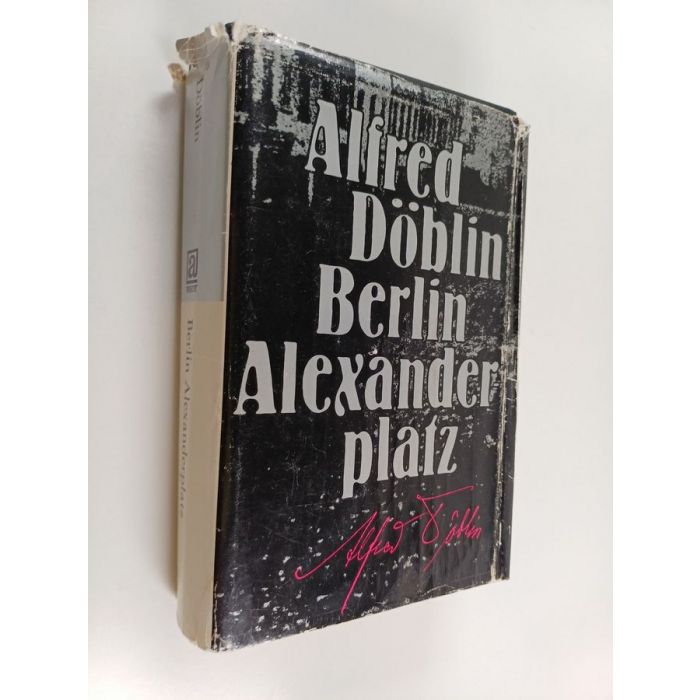 Alfred
Döblin
Berlin
Alexander-
platz
Alfred Döblin
Döblin
Berlin Alexanderplatz